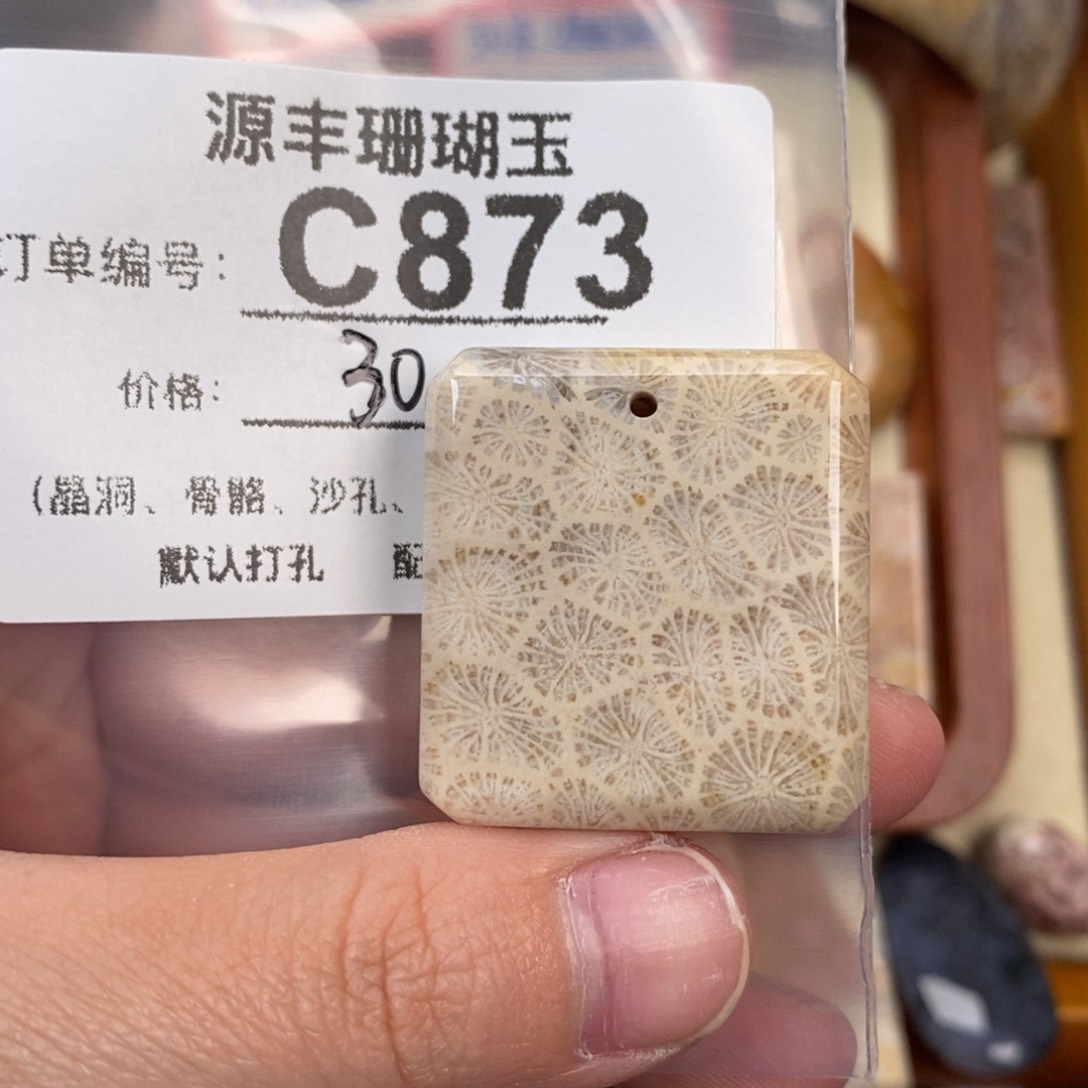 源丰珊瑚玉
订单编号： C873
价格： 30
（晶洞、骨骼、沙孔、
默认打孔 配